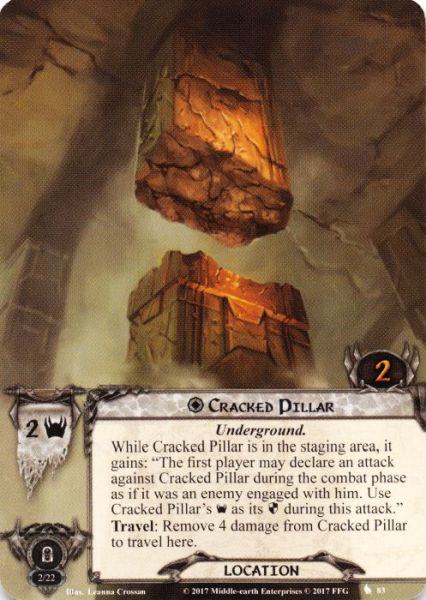 2
Cracked Pillar
2
Underground.
While Cracked Pillar is in the staging area, it
gains: “The first player may declare an attack
against Cracked Pillar during the combat phase
as if it was an enemy engaged with him. Use
Cracked Pillar’s as its during this attack.”
Travel: Remove 4 damage from Cracked Pillar
to travel here.
2/22
Location
Illus. Leanna Crossan
© 2017 Middle-earth Enterprises © 2017 FFG
83